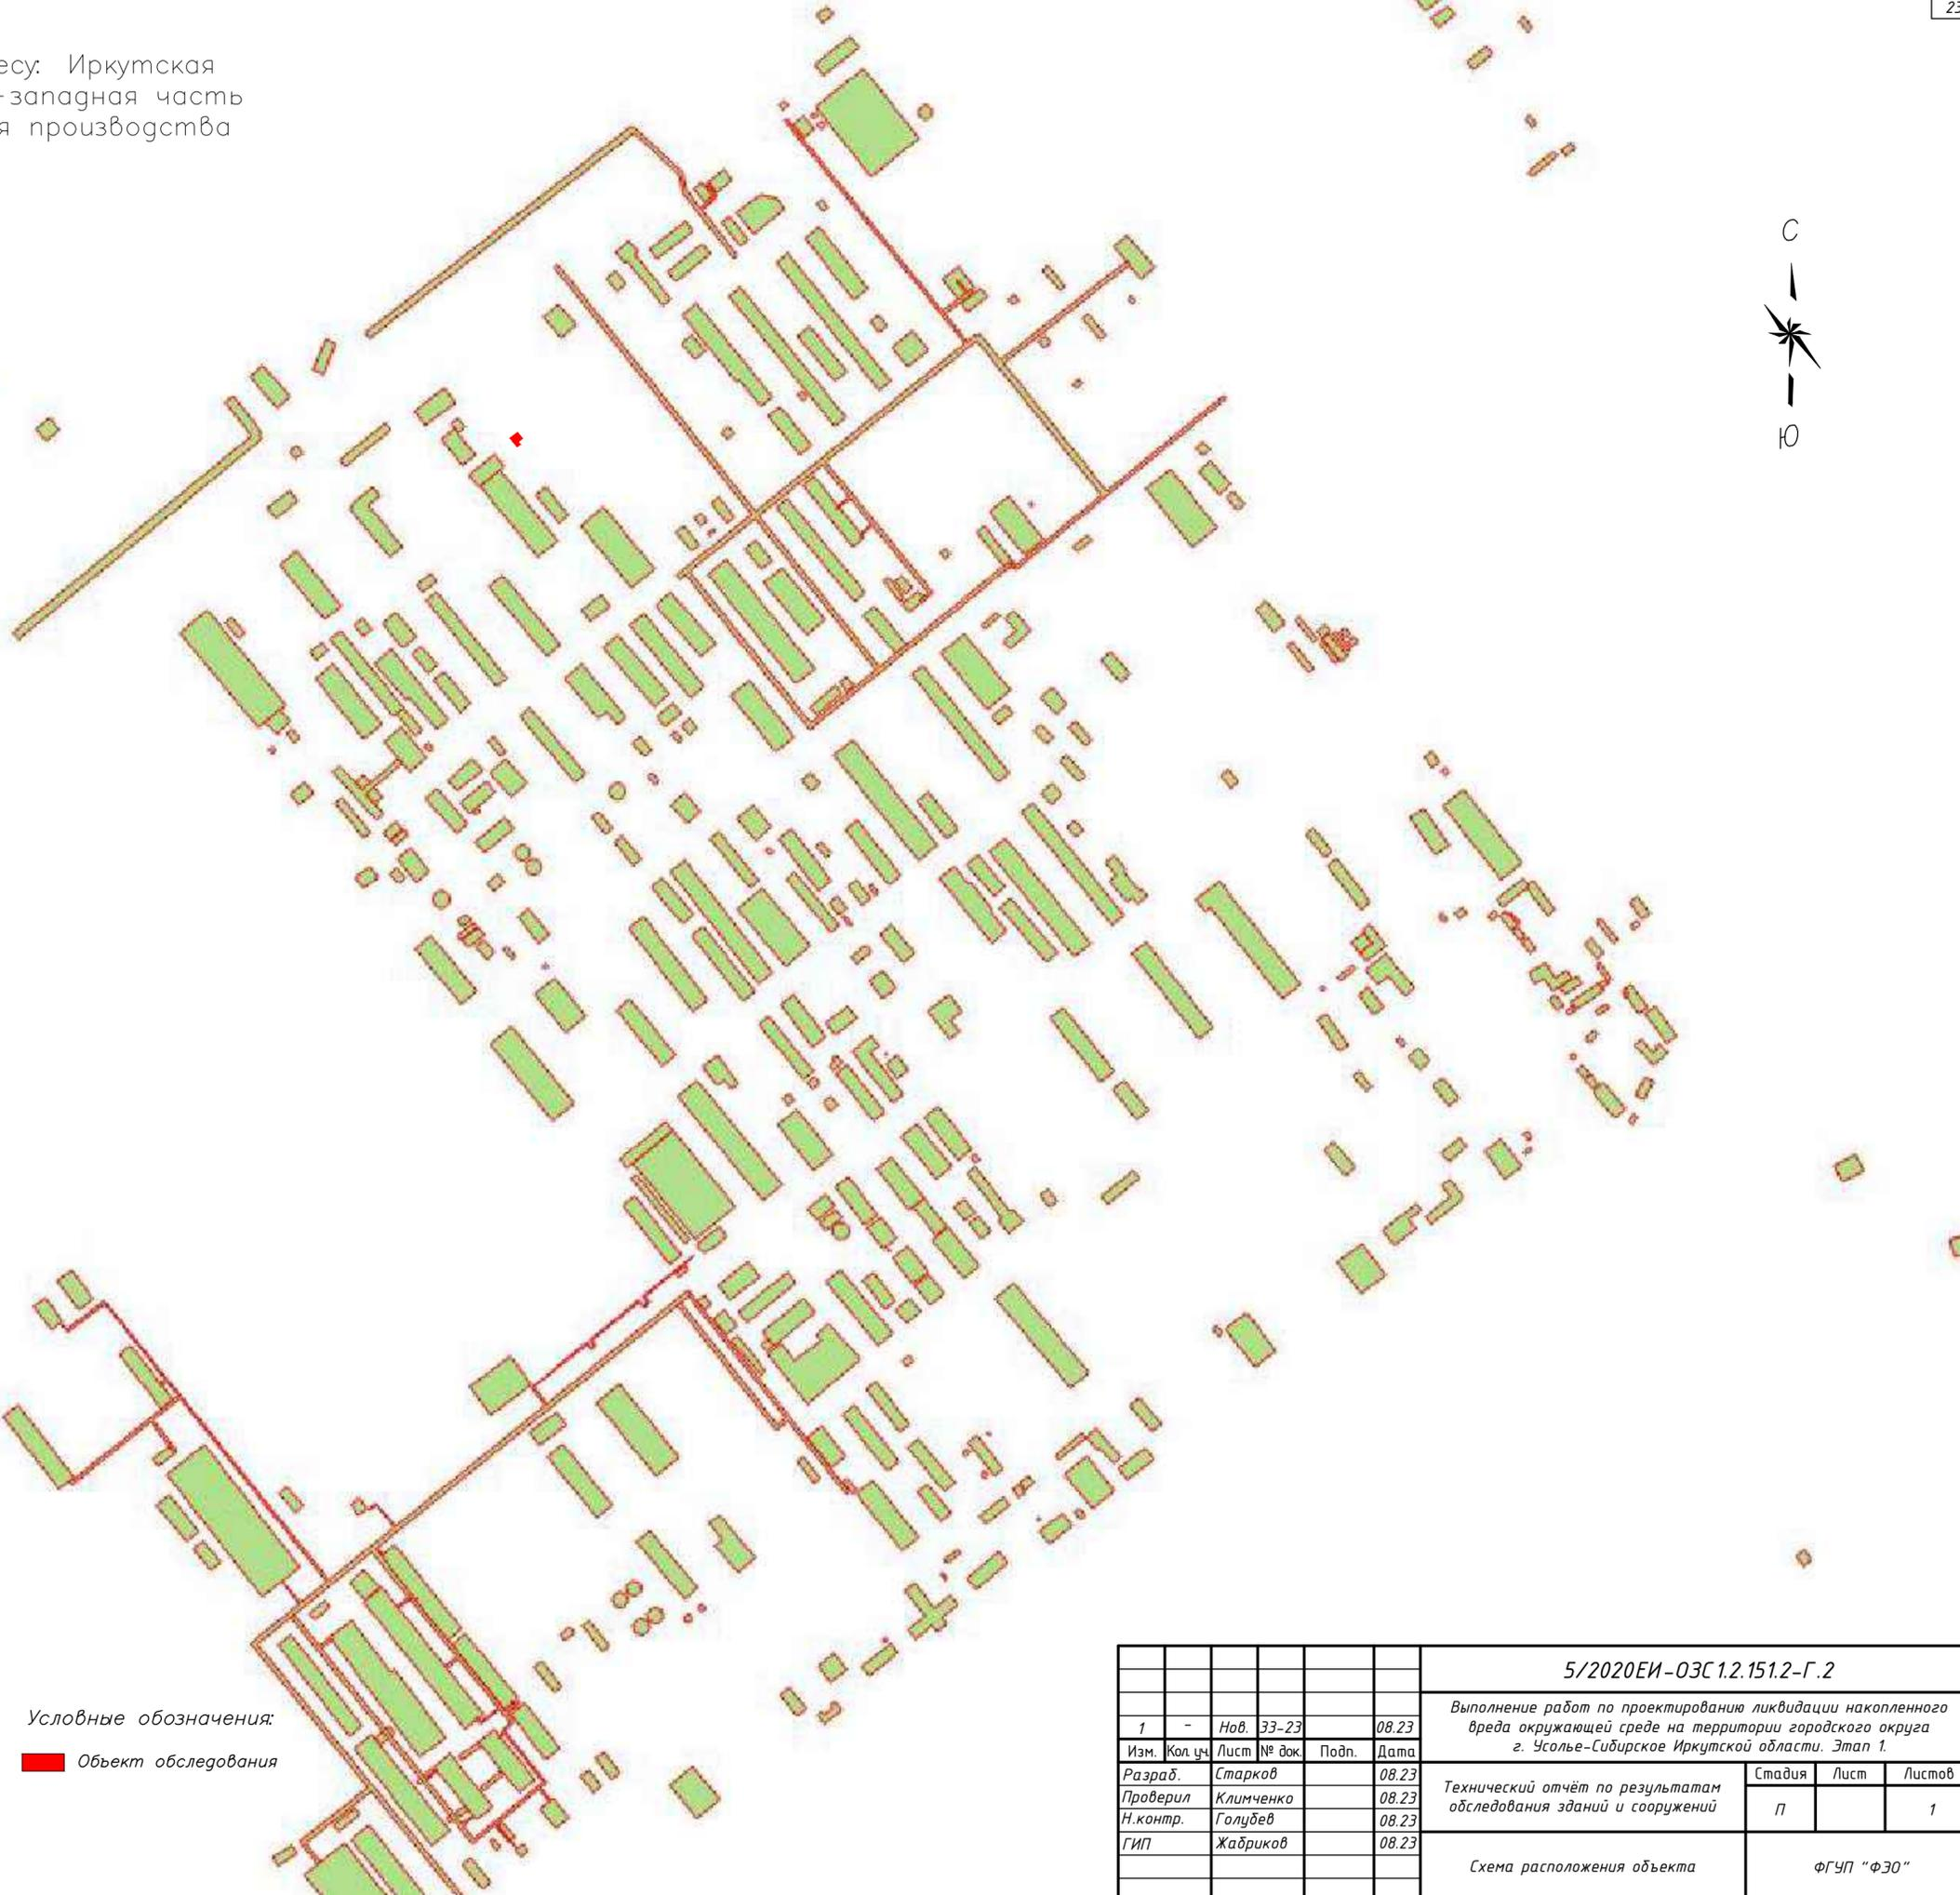 23
есу: Иркутская
-западная часть
я производства
С
Ю
Условные обозначения:
Объект обследования
5/2020ЕИ-ОЗС1.2.151.2-Г.2
Выполнение работ по проектированию ликвидации накопленного
вреда окружающей среде на территории городского округа
г. Усолье-Сибирское Иркутской области. Этап 1.
1 - Нов. 33-23 08.23
Изм. Кол. уч. Лист № док. Подп. Дата
Разраб. Старков 08.23
Проверил Климченко 08.23
Н.контр. Голубев 08.23
ГИП Жабриков 08.23
Технический отчёт по результатам
обследования зданий и сооружений
Стадия Лист Листов
П 1
Схема расположения объекта
ФГУП "ФЭО"